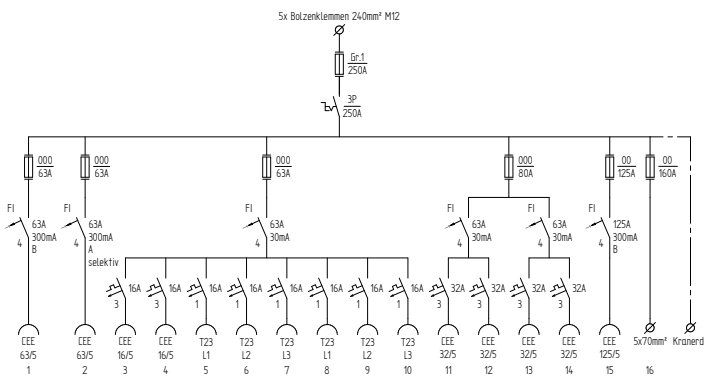 5x Bolzenklemmen 240mm² M12
Gr.1
250A
3P
250A
000
63A
000
63A
000
63A
000
80A
00
125A
00
160A
FI
63A
300mA
B
4
FI
63A
300mA
A
selektiv
4
FI
63A
30mA
4
FI
63A
30mA
4
FI
63A
30mA
4
FI
125A
300mA
B
4
16A
3
16A
3
16A
1
16A
1
16A
1
16A
1
16A
1
16A
1
32A
3
32A
3
32A
3
32A
3
CEE
63/5
1
CEE
63/5
2
CEE
16/5
3
CEE
16/5
4
T23
L1
5
T23
L2
6
T23
L3
7
T23
L1
8
T23
L2
9
T23
L3
10
CEE
32/5
11
CEE
32/5
12
CEE
32/5
13
CEE
32/5
14
CEE
125/5
15
5x70mm²
16
Kranerd